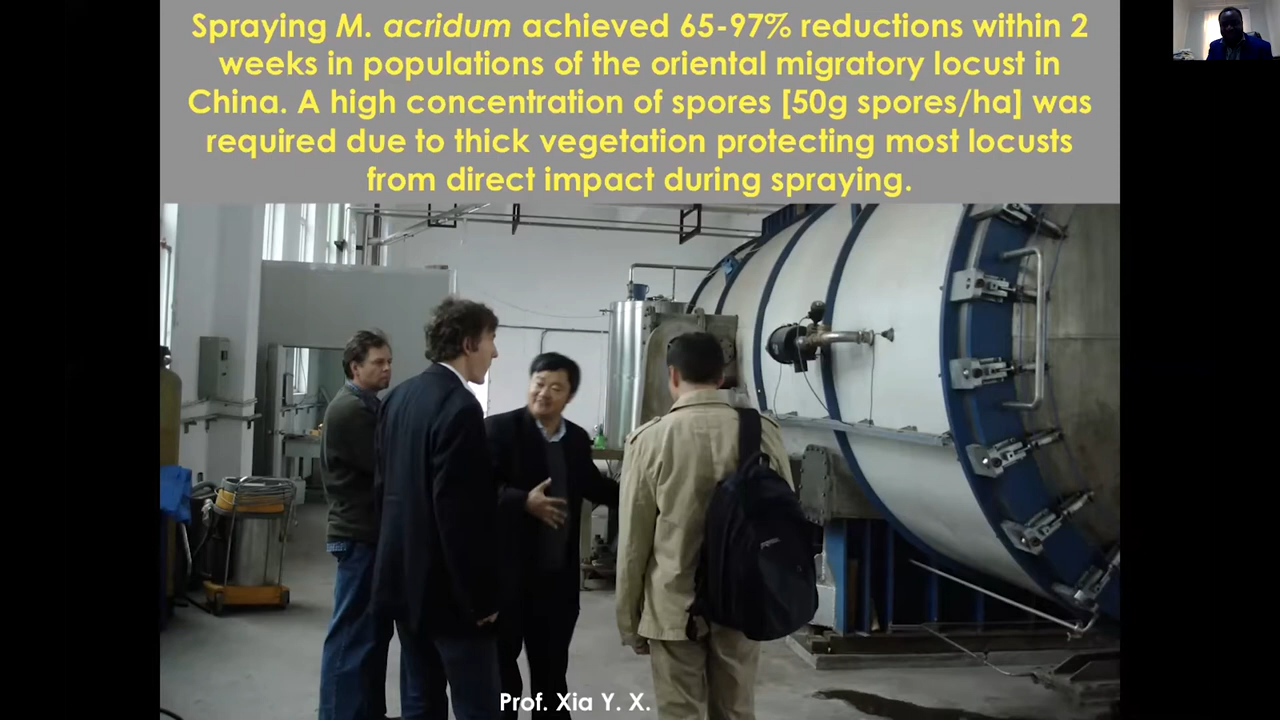 Spraying M. acridum achieved 65-97% reductions within 2
weeks in populations of the oriental migratory locust in
China. A high concentration of spores [50g spores/ha] was
required due to thick vegetation protecting most locusts
from direct impact during spraying.
Prof. Xia Y. X.